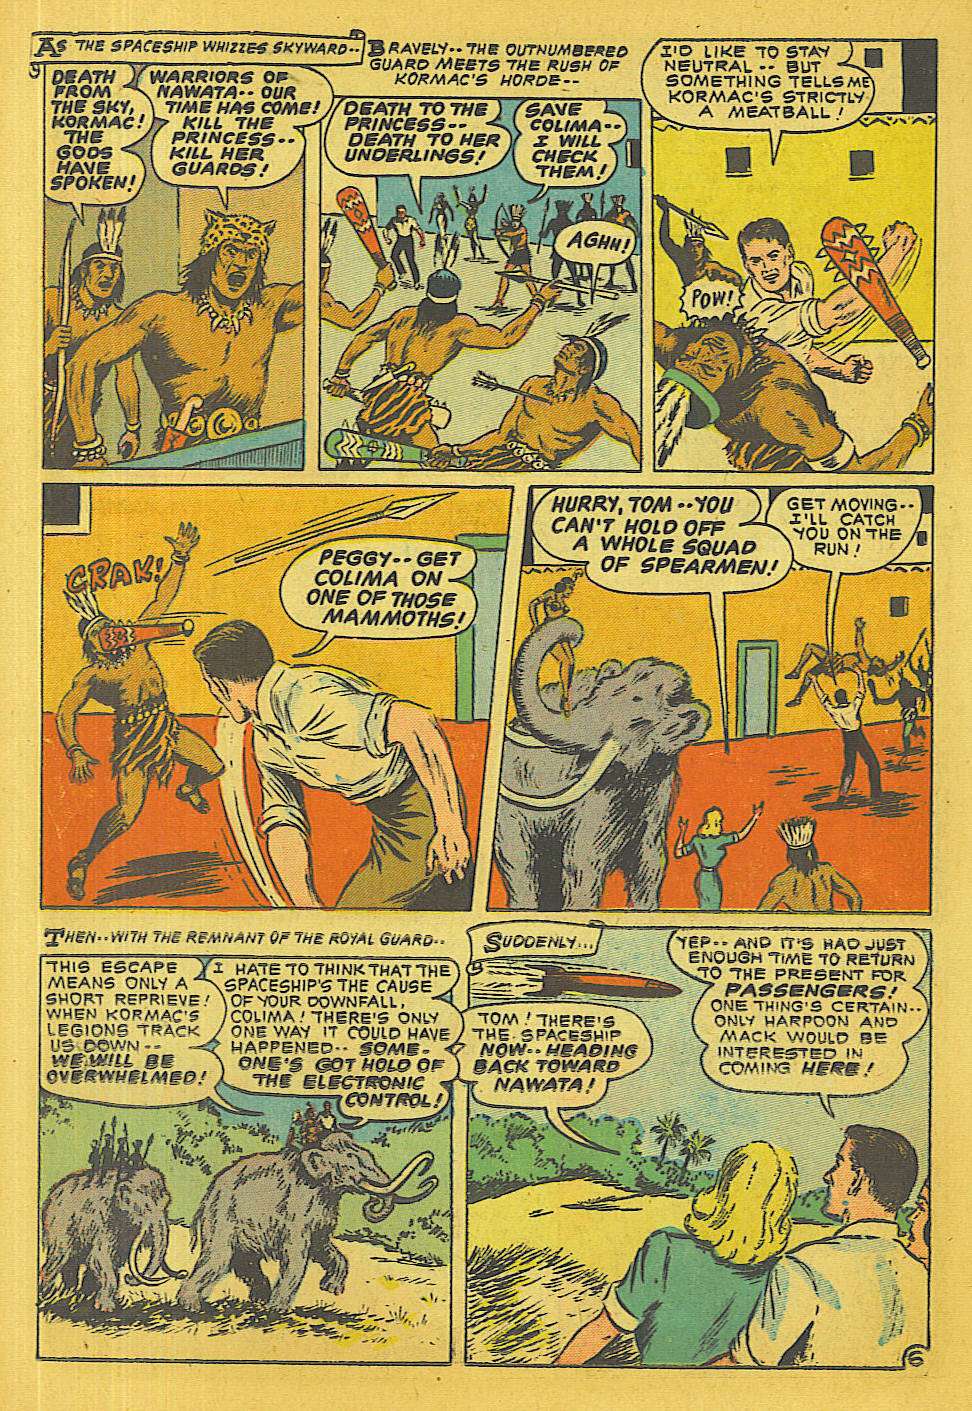 AS THE SPACESHIP WHIZZES SKYWARD--
DEATH
FROM
THE SKY,
KORMAC!
THE
GODS
HAVE
SPOKEN!
WARRIORS OF
NAWATA-- OUR
TIME HAS COME!
KILL THE
PRINCESS--
KILL HER
GUARDS!
BRAVELY-- THE OUTNUMBERED
GUARD MEETS THE RUSH OF
KORMAC'S HORDE--
DEATH TO THE
PRINCESS--
DEATH TO HER
UNDERLINGS!
SAVE
COLIMA--
I WILL
CHECK
THEM!
AGHH!
I'D LIKE TO STAY
NEUTRAL-- BUT
SOMETHING TELLS ME
KORMAC'S STRICTLY
A MEATBALL!
POW!
CRAK!
PEGGY-- GET
COLIMA ON
ONE OF THOSE
MAMMOTHS!
HURRY, TOM--YOU
CAN'T HOLD OFF
A WHOLE SQUAD
OF SPEARMEN!
GET MOVING--
I'LL CATCH
YOU ON THE
RUN!
THEN--WITH THE REMNANT OF THE ROYAL GUARD--
THIS ESCAPE
MEANS ONLY A
SHORT REPRIEVE!
WHEN KORMAC'S
LEGIONS TRACK
US DOWN--
WE WILL BE
OVERWHELMED!
I HATE TO THINK THAT THE
SPACESHIP'S THE CAUSE
OF YOUR DOWNFALL,
COLIMA! THERE'S ONLY
ONE WAY IT COULD HAVE
HAPPENED-- SOME-
ONE'S GOT HOLD OF
THE ELECTRONIC
CONTROL!
SUDDENLY...
TOM! THERE'S
THE SPACESHIP
NOW-- HEADING
BACK TOWARD
NAWATA!
YEP-- AND IT'S HAD JUST
ENOUGH TIME TO RETURN
TO THE PRESENT FOR
PASSENGERS!
ONE THING'S CERTAIN--
ONLY HARPOON AND
MACK WOULD BE
INTERESTED IN
COMING HERE!
6